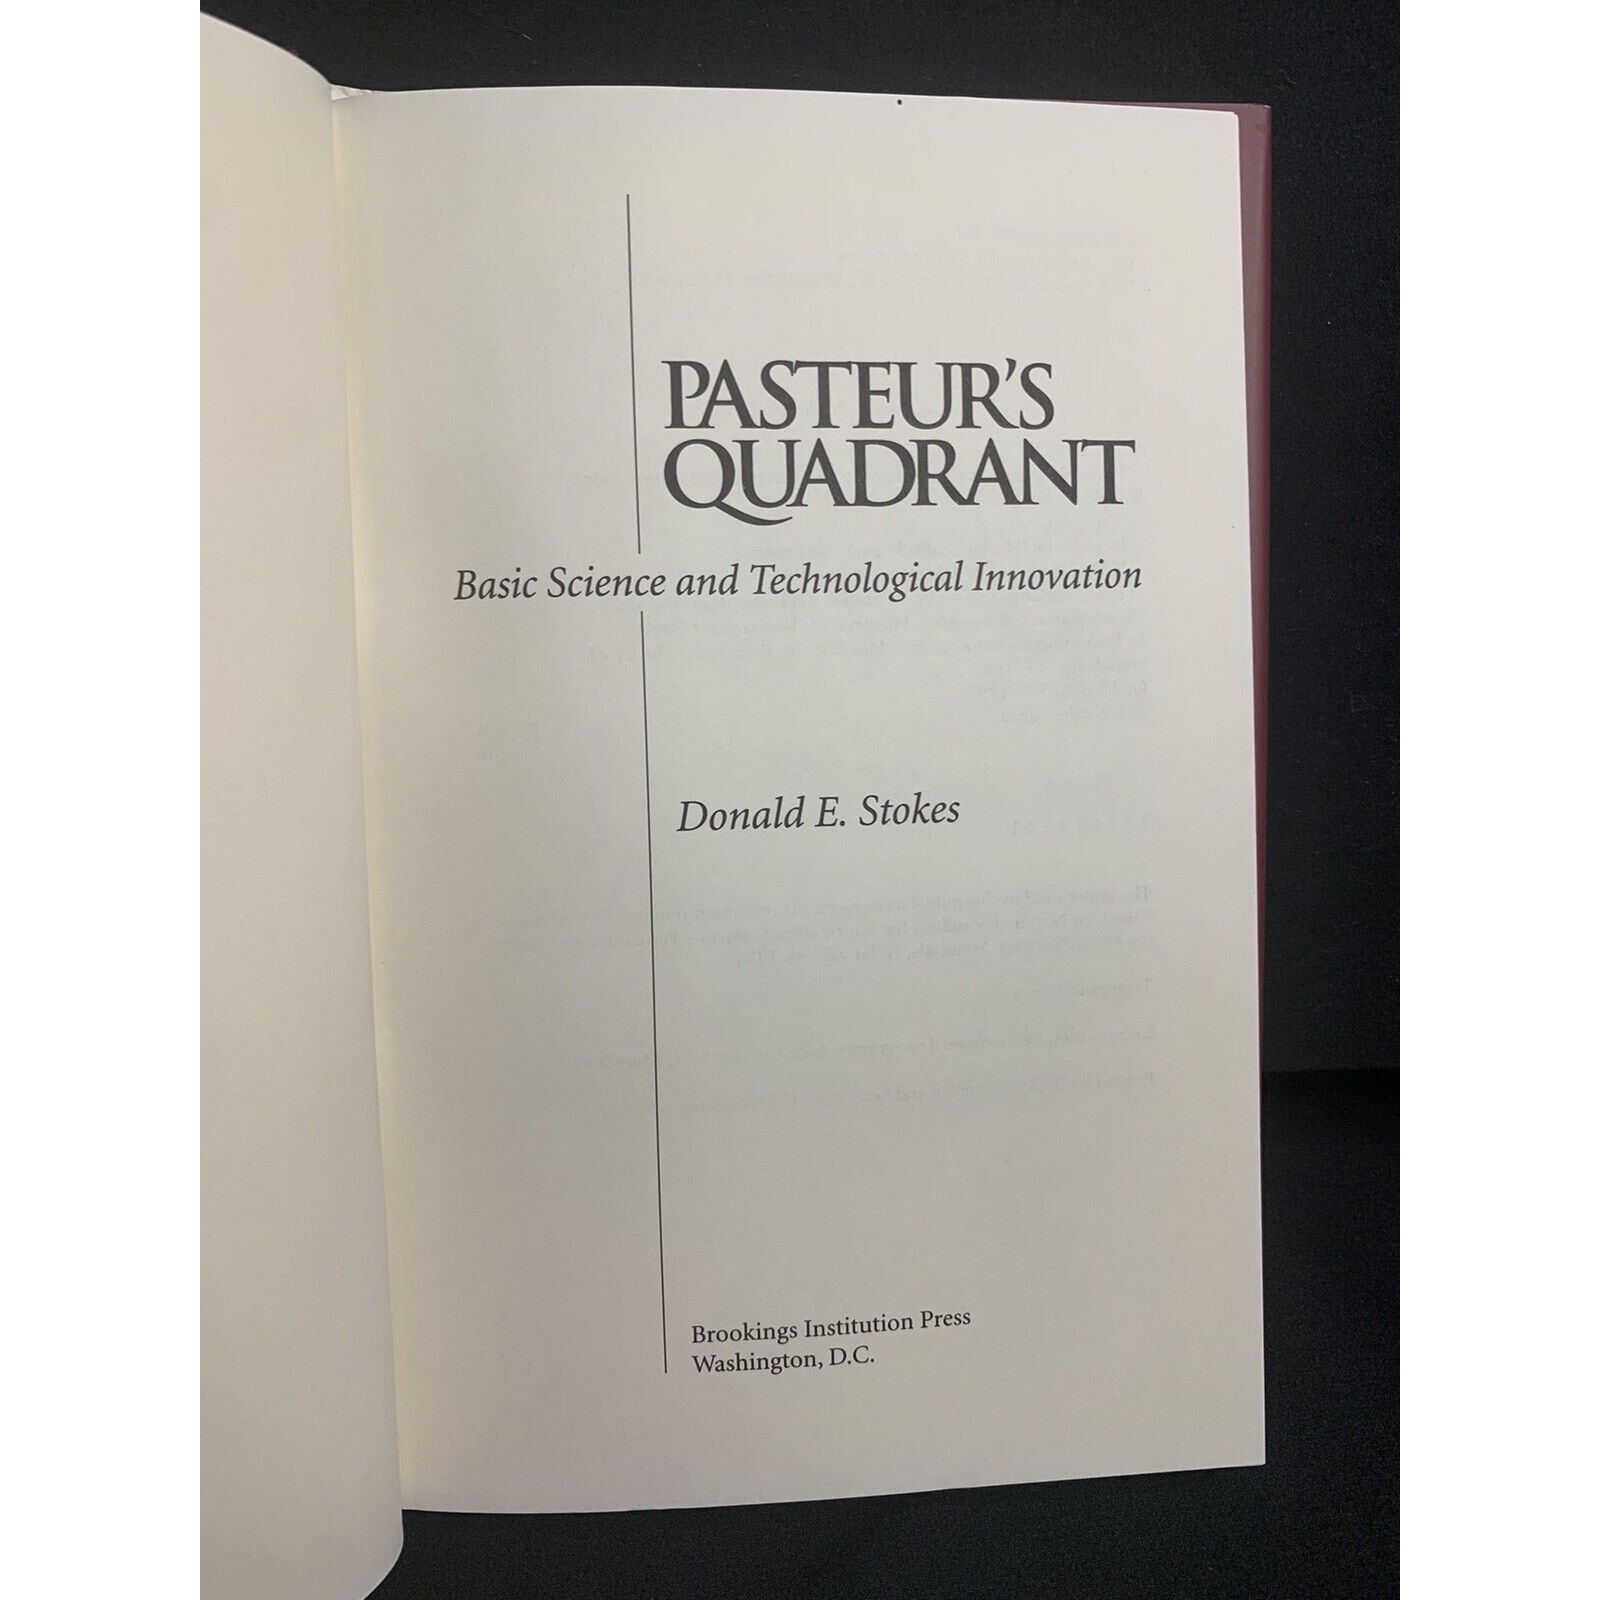 PASTEUR'S
QUADRANT
Basic Science and Technological Innovation
Donald E. Stokes
Brookings Institution Press
Washington, D.C.